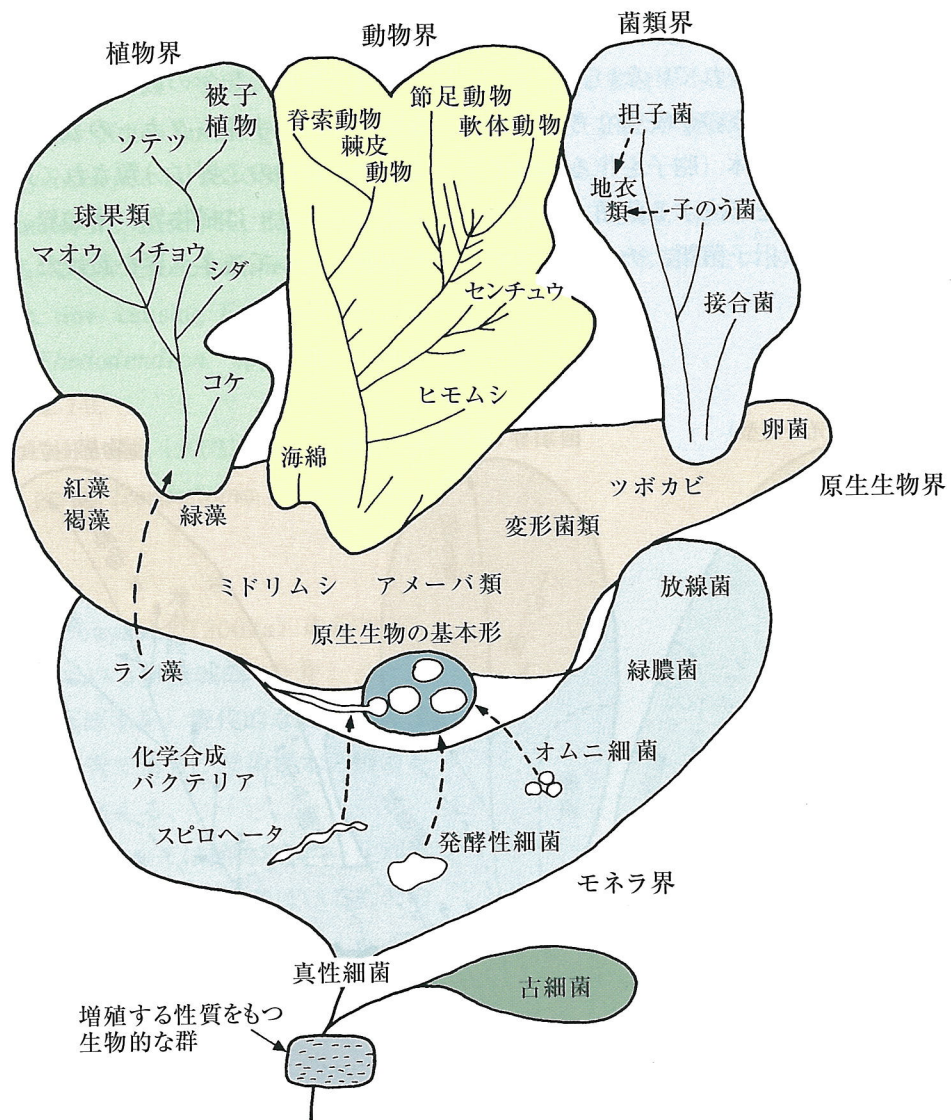 植物界
動物界
菌類界
被子
植物
ソテツ
球果類
マオウ
イチョウ
シダ
コケ
脊索動物
棘皮
動物
節足動物
軟体動物
センチュウ
ヒモムシ
海綿
担子菌
地衣
類
子のう菌
接合菌
卵菌
ツボカビ
原生生物界
紅藻
褐藻
緑藻
変形菌類
ミドリムシ
アメーバ類
原生生物の基本形
放線菌
ラン藻
緑膿菌
化学合成
バクテリア
オムニ細菌
スピロヘータ
発酵性細菌
モネラ界
真性細菌
古細菌
増殖する性質をもつ
生物的な群